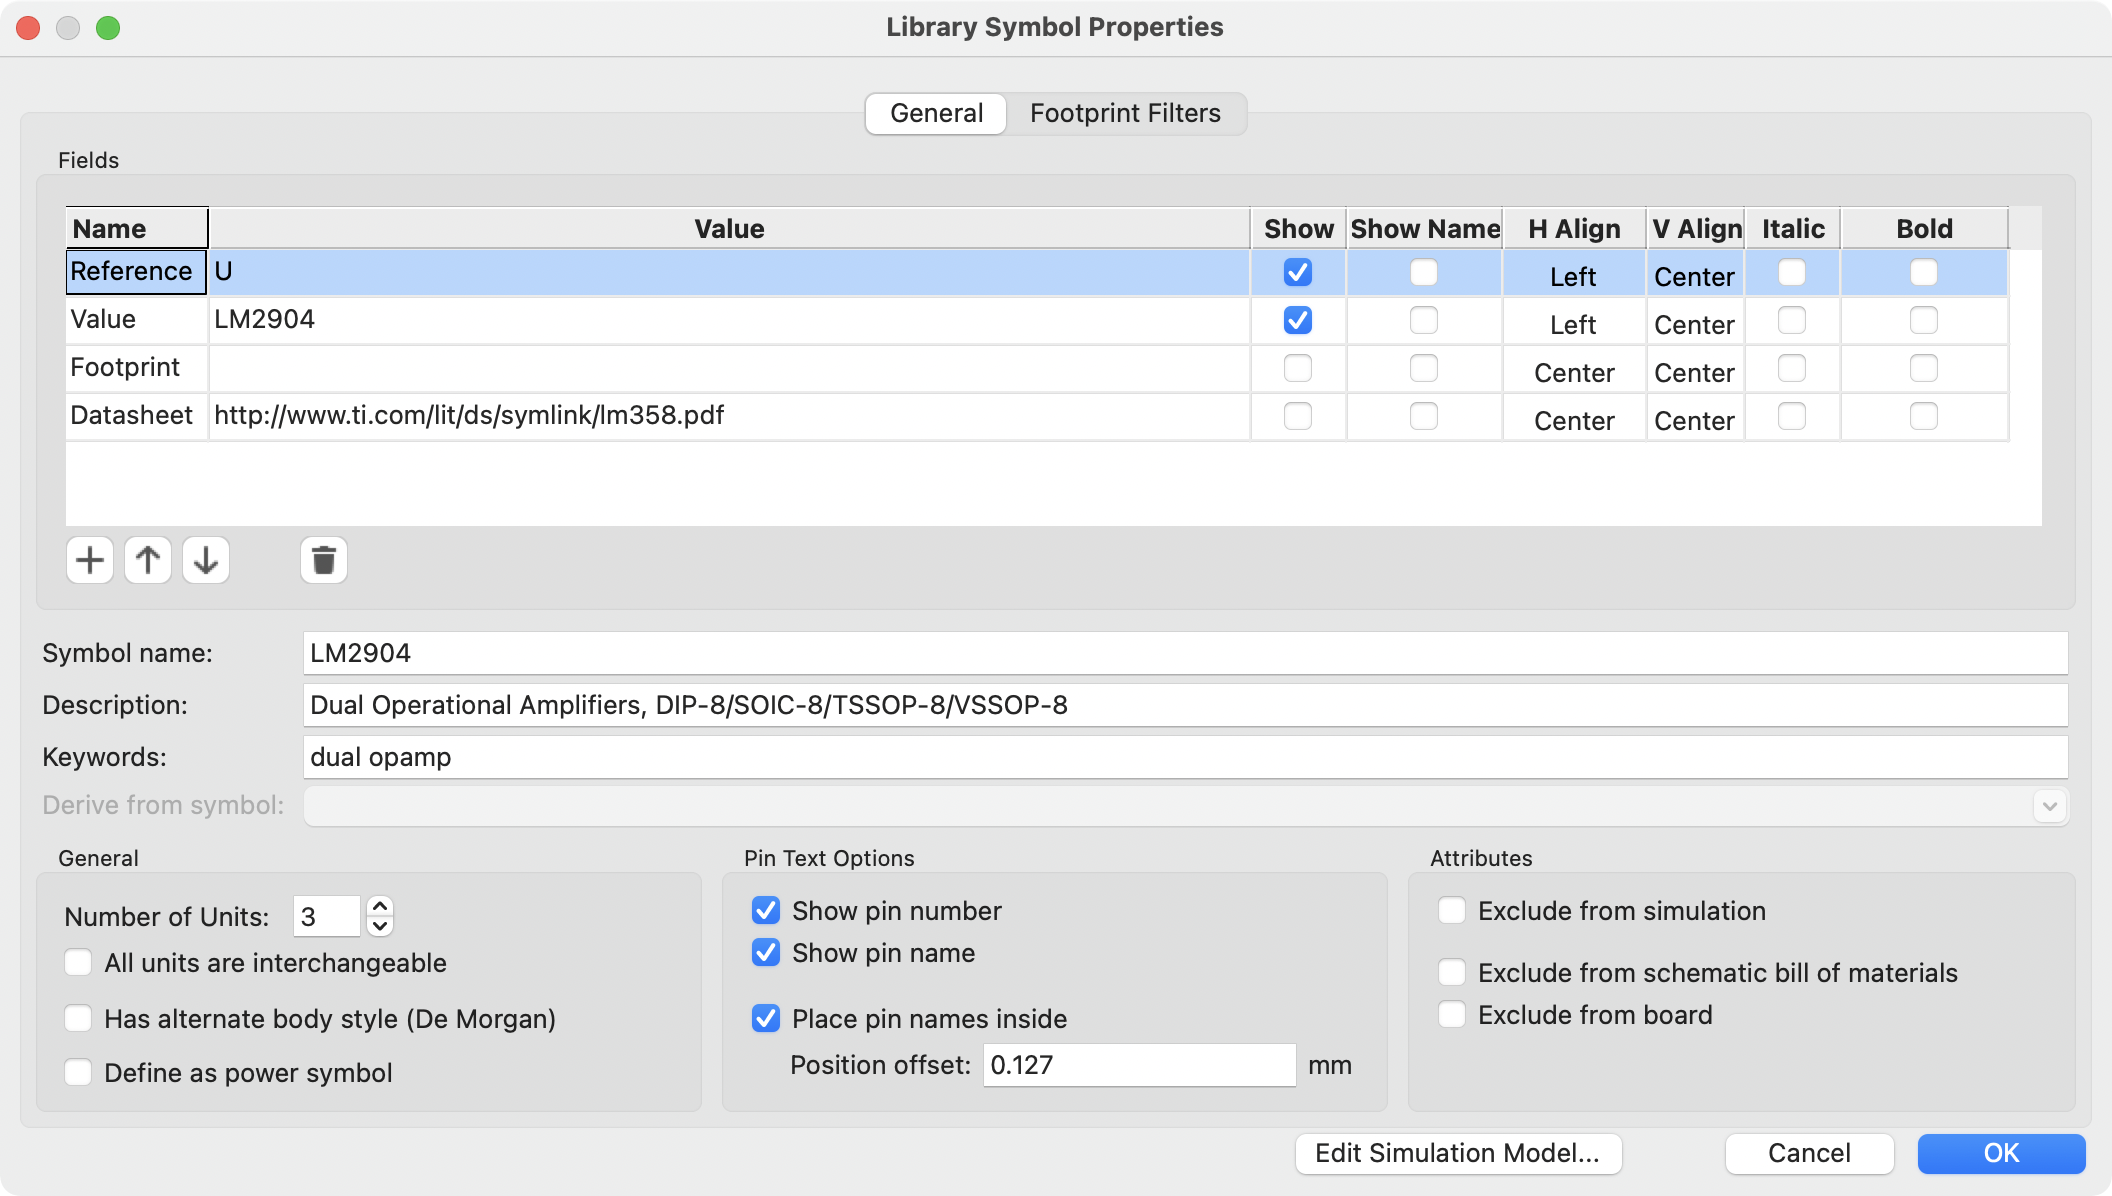 Library Symbol Properties
General Footprint Filters
Fields
Name Value Show Show Name H Align V Align Italic Bold
Reference U Left Center
Value LM2904 Left Center
Footprint Center Center
Datasheet http://www.ti.com/lit/ds/symlink/lm358.pdf Center Center
Symbol name: LM2904
Description: Dual Operational Amplifiers, DIP-8/SOIC-8/TSSOP-8/VSSOP-8
Keywords: dual opamp
Derive from symbol:
General
Number of Units: 3
All units are interchangeable
Has alternate body style (De Morgan)
Define as power symbol
Pin Text Options
Show pin number
Show pin name
Place pin names inside
Position offset: 0.127 mm
Attributes
Exclude from simulation
Exclude from schematic bill of materials
Exclude from board
Edit Simulation Model... Cancel OK